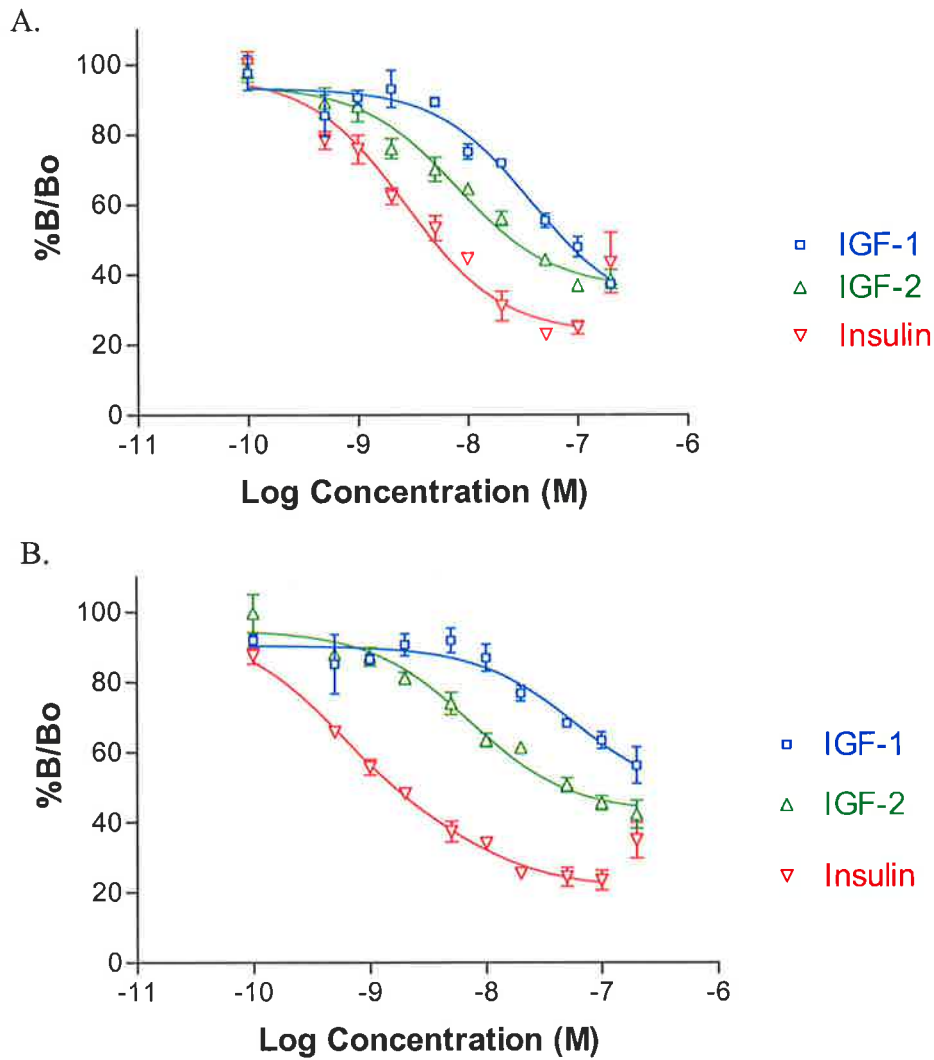 A.
100
80
60
40
20
0
%B/Bo
-11 -10 -9 -8 -7 -6
Log Concentration (M)
IGF-1
IGF-2
Insulin
B.
100
80
60
40
20
0
%B/Bo
-11 -10 -9 -8 -7 -6
Log Concentration (M)
IGF-1
IGF-2
Insulin